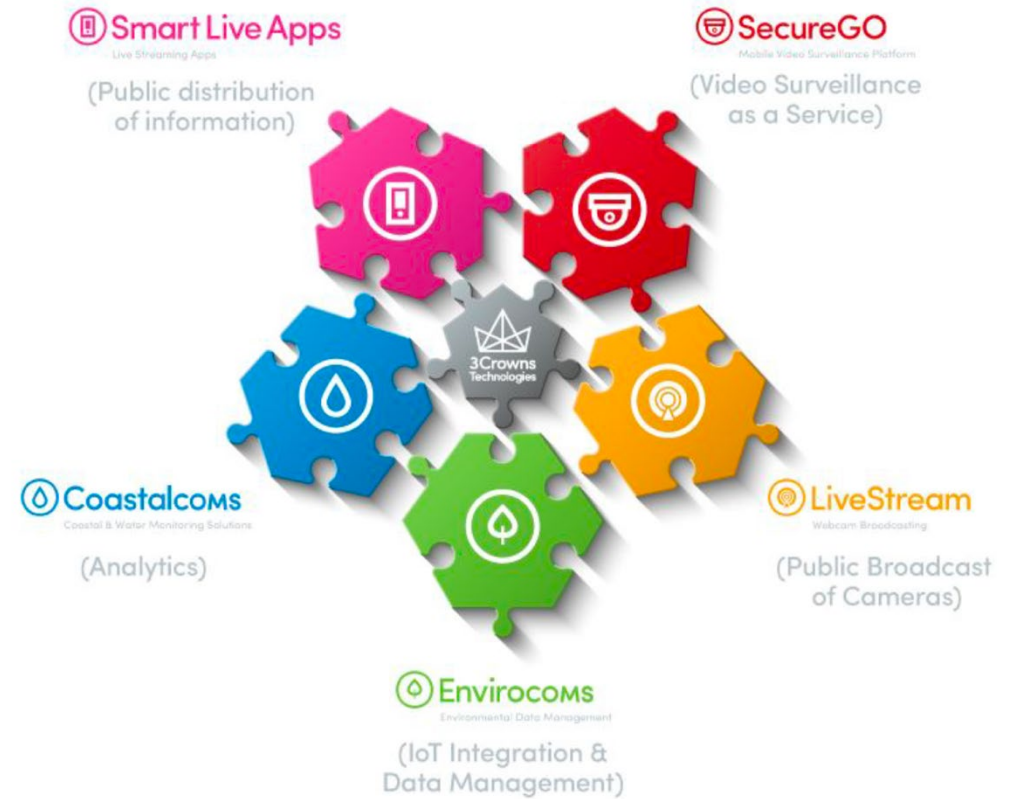 Smart Live Apps
Live Streaming Apps
(Public distribution
of information)
SecureGO
Mobile Video Surveillance Platform
(Video Surveillance
as a Service)
3Crowns
Technologies
Coastalcoms
Coastal & Water Monitoring Solutions
(Analytics)
LiveStream
Webcam Broadcasting
(Public Broadcast
of Cameras)
Envirocoms
Environmental Data Management
(IoT Integration &
Data Management)